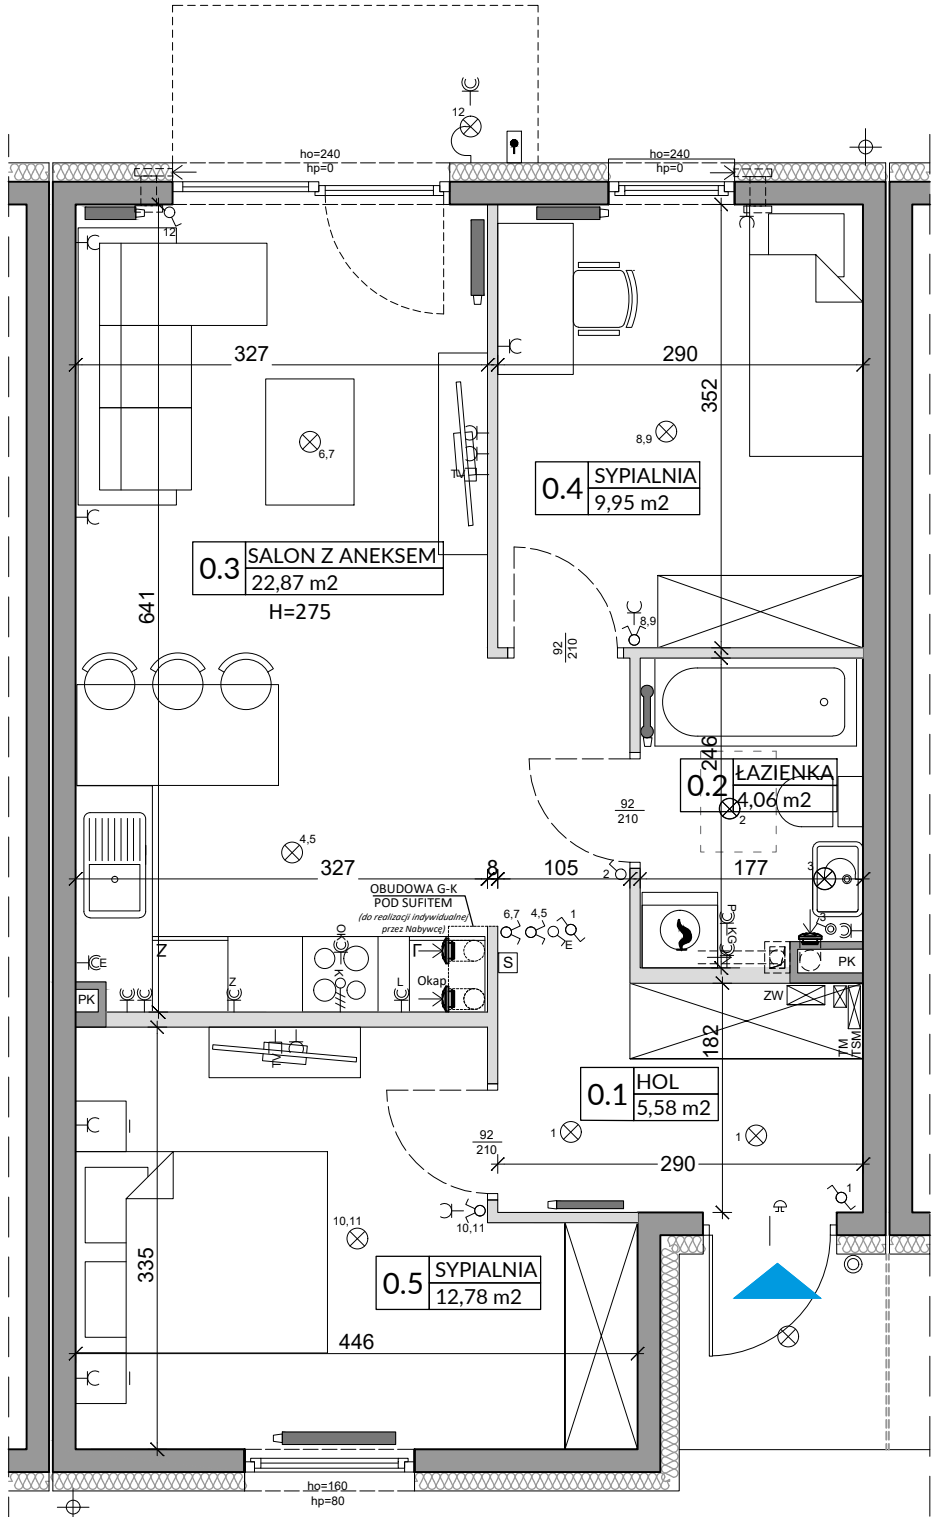 12
ho=240
hp=0
ho=240
hp=0
12
327
290
352
6,7
8,9
TV
0.4 SYPIALNIA
9,95 m2
0.3 SALON Z ANEKSEM
22,87 m2
H=275
641
8,9
92
210
246
0.2 ŁAZIENKA
4,06 m2
2
92
210
4,5
327
8
105
177
2
3
OBUDOWA G-K
POD SUFITEM
(do realizacji indywidualnej
przez Nabywcę)
6,7
4,5
1
E
3
P
KG
OK
K
Z
Z
L
L
Okap
S
E
PK
PK
ZW
TM
TSM
182
TV
0.1 HOL
5,58 m2
1
1
92
210
290
1
10,11
10,11
335
0.5 SYPIALNIA
12,78 m2
446
ho=160
hp=80